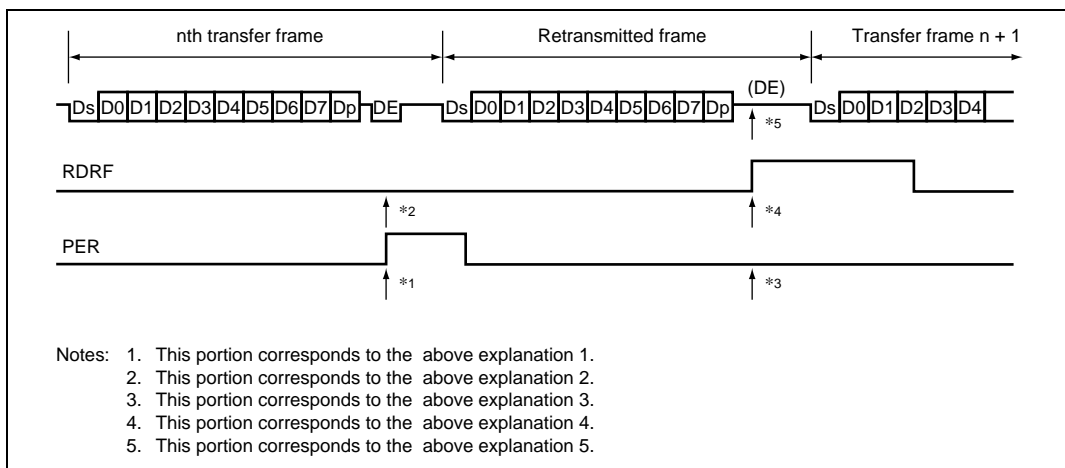 nth transfer frame Retransmitted frame Transfer frame n + 1
(DE)
Ds D0 D1 D2 D3 D4 D5 D6 D7 Dp DE Ds D0 D1 D2 D3 D4 D5 D6 D7 Dp Ds D0 D1 D2 D3 D4
*5
RDRF
*2 *4
PER
*1 *3
Notes: 1. This portion corresponds to the above explanation 1.
2. This portion corresponds to the above explanation 2.
3. This portion corresponds to the above explanation 3.
4. This portion corresponds to the above explanation 4.
5. This portion corresponds to the above explanation 5.